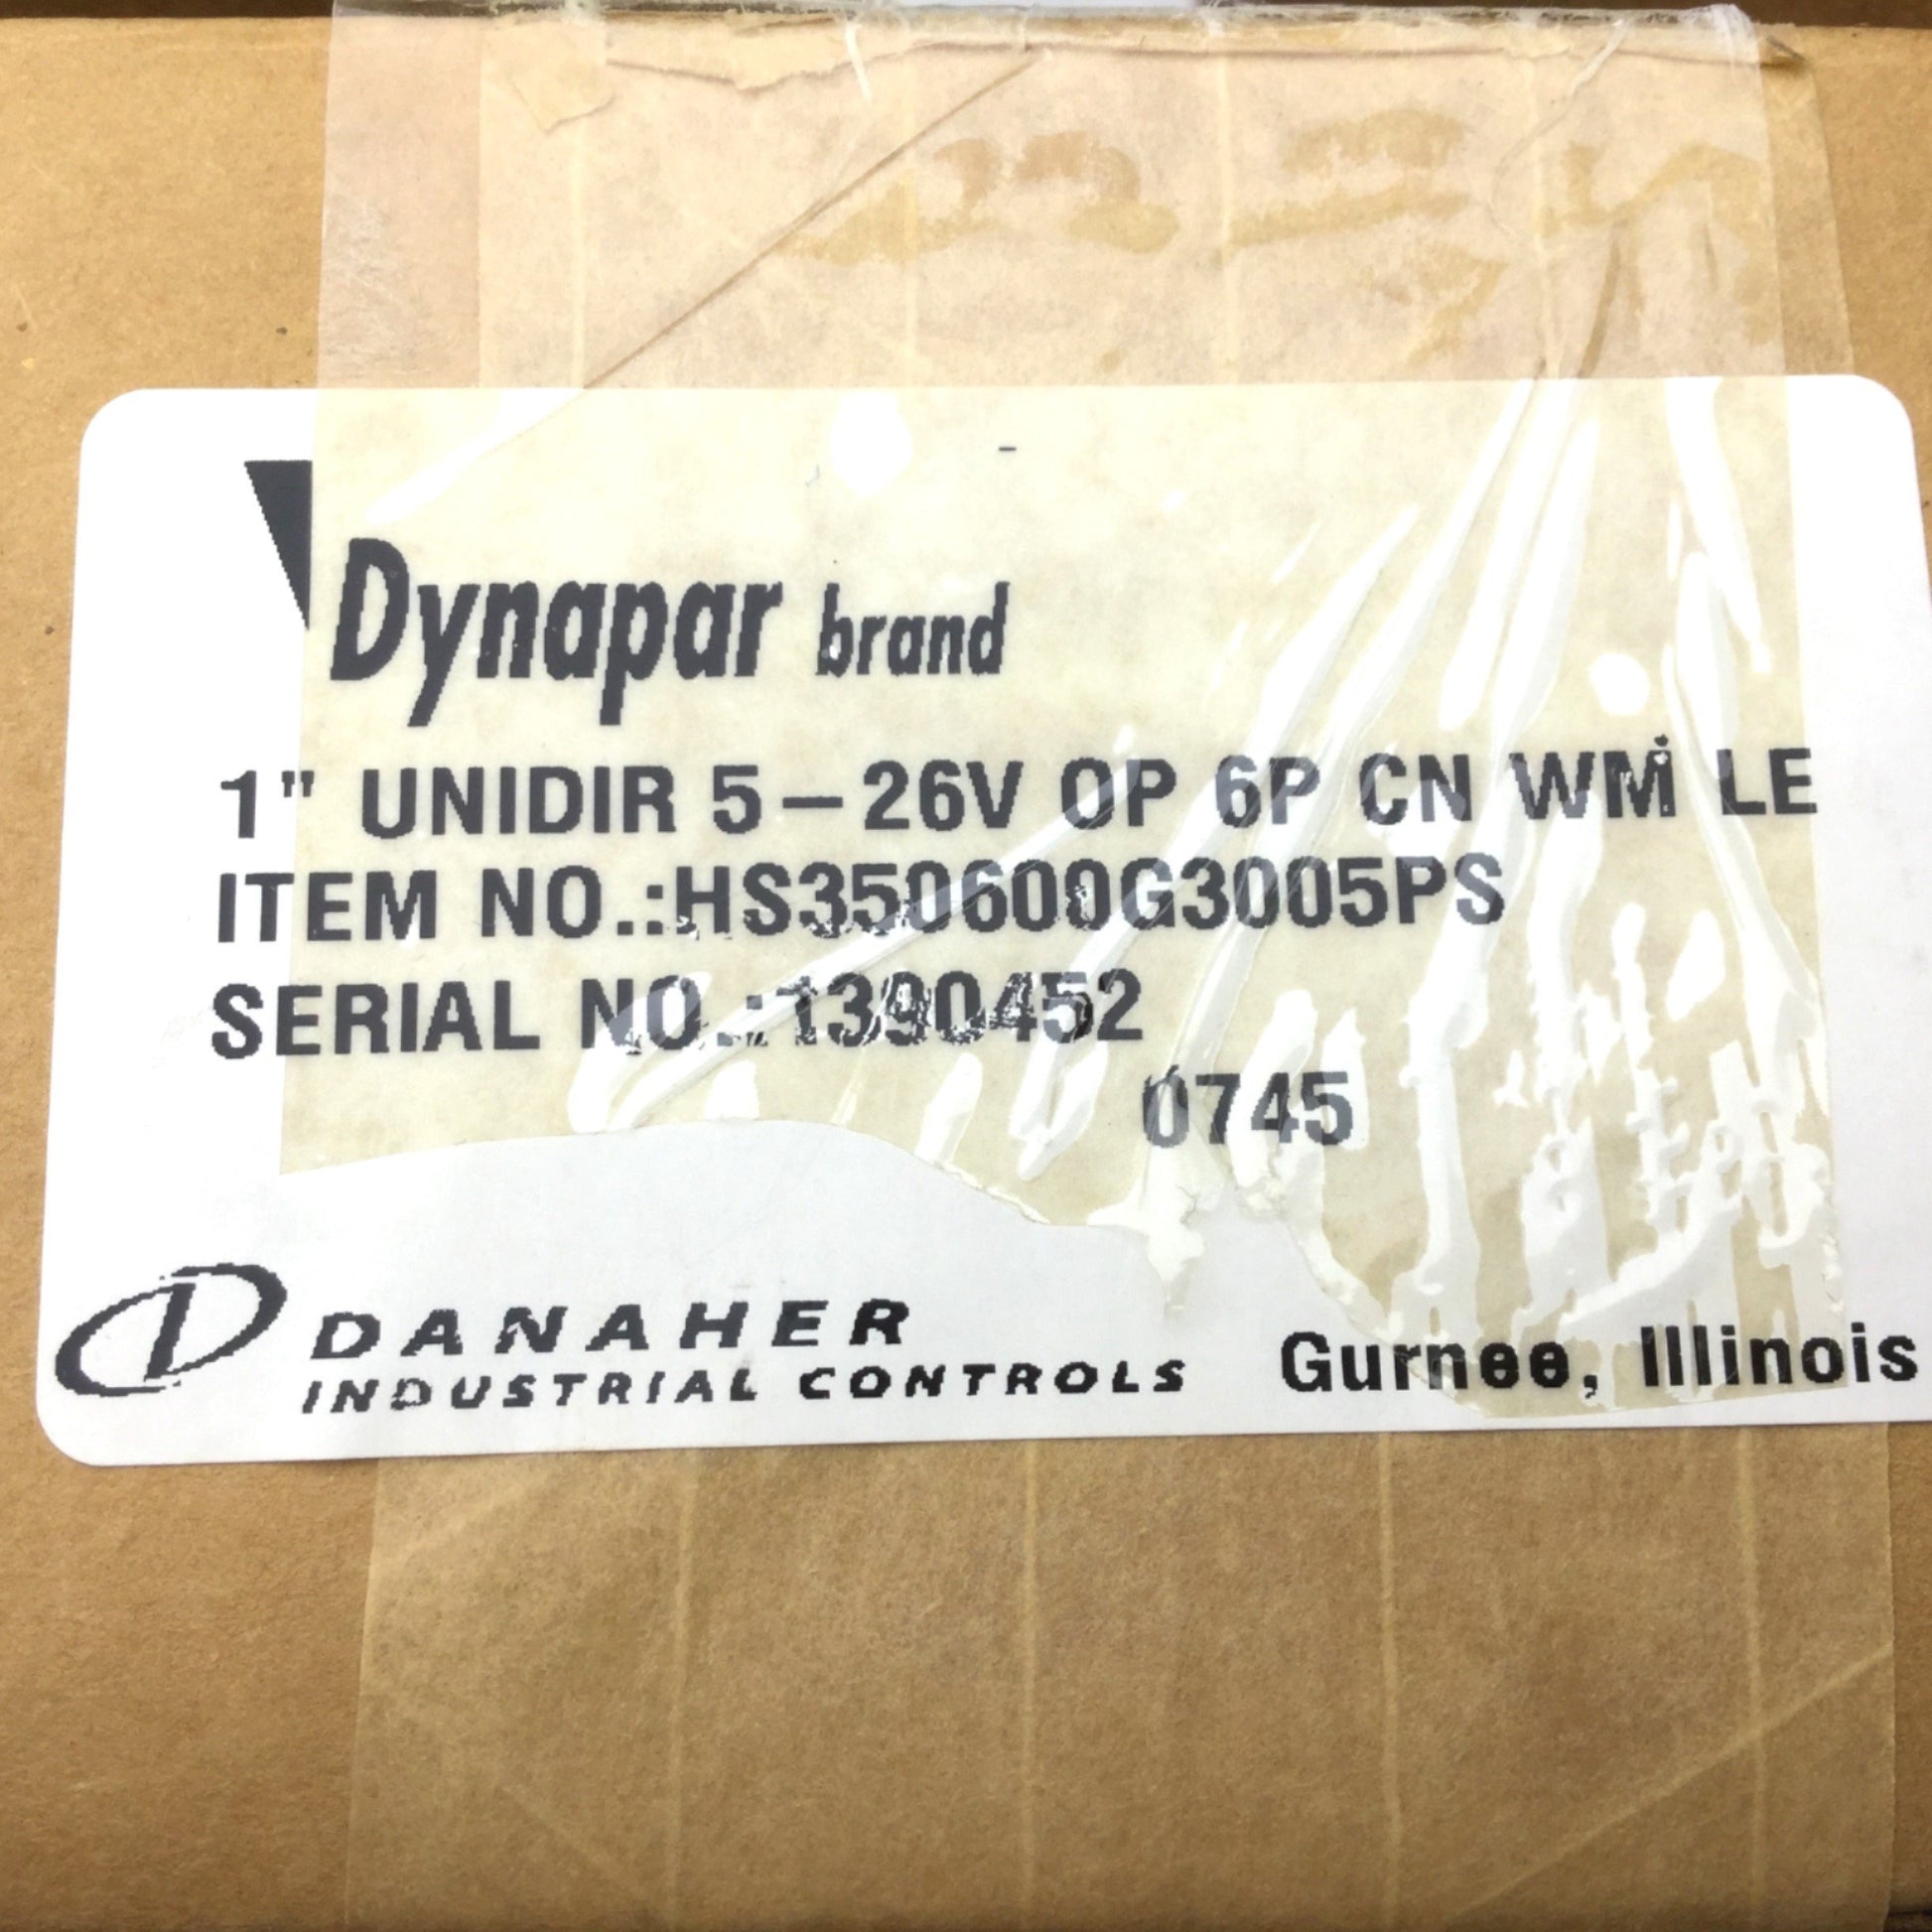 Dynapar brand
1" UNIDIR 5-26V OP 6P CN WM LE
ITEM NO.:HS350600G3005PS
SERIAL NO.:1390452
0745
DANAHER
INDUSTRIAL CONTROLS
Gurnee, Illinois